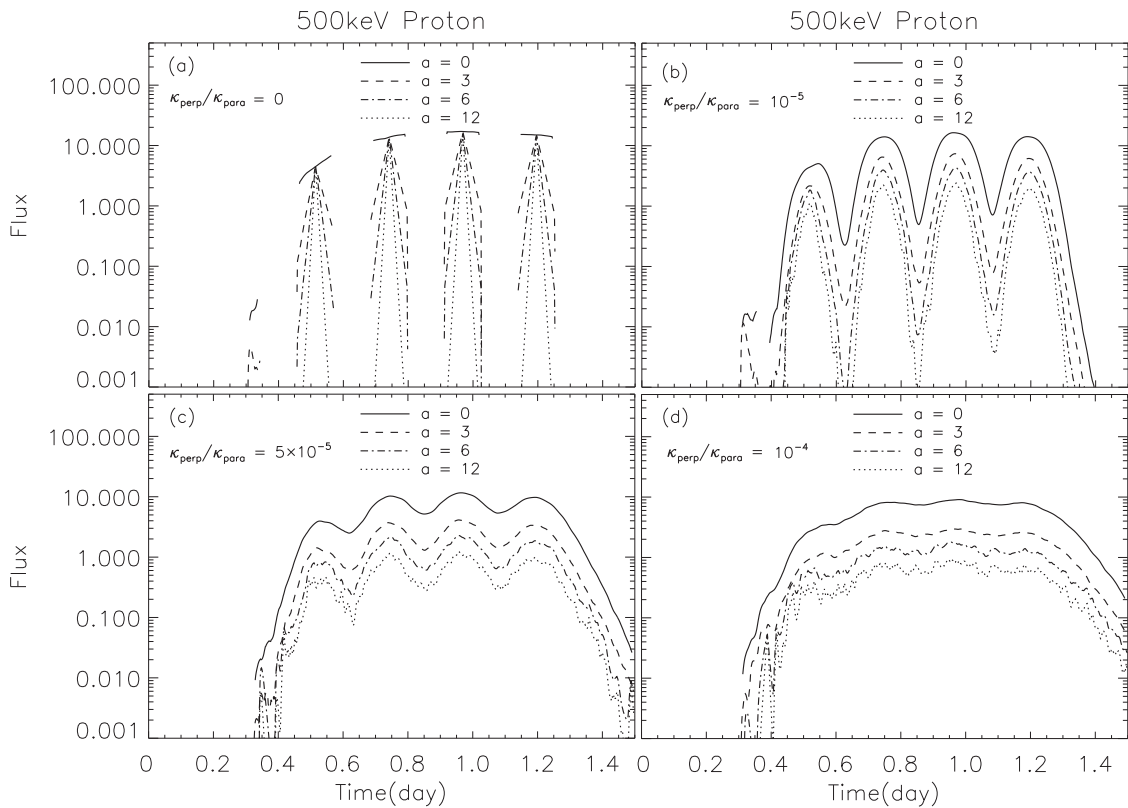 500keV Proton
500keV Proton
(a)
κperp/κpara = 0
a = 0
a = 3
a = 6
a = 12
(b)
κperp/κpara = 10⁻⁵
a = 0
a = 3
a = 6
a = 12
Flux
100.000
10.000
1.000
0.100
0.010
0.001
(c)
κperp/κpara = 5×10⁻⁵
a = 0
a = 3
a = 6
a = 12
(d)
κperp/κpara = 10⁻⁴
a = 0
a = 3
a = 6
a = 12
Flux
100.000
10.000
1.000
0.100
0.010
0.001
0 0.2 0.4 0.6 0.8 1.0 1.2 1.4
0 0.2 0.4 0.6 0.8 1.0 1.2 1.4
Time(day)
Time(day)